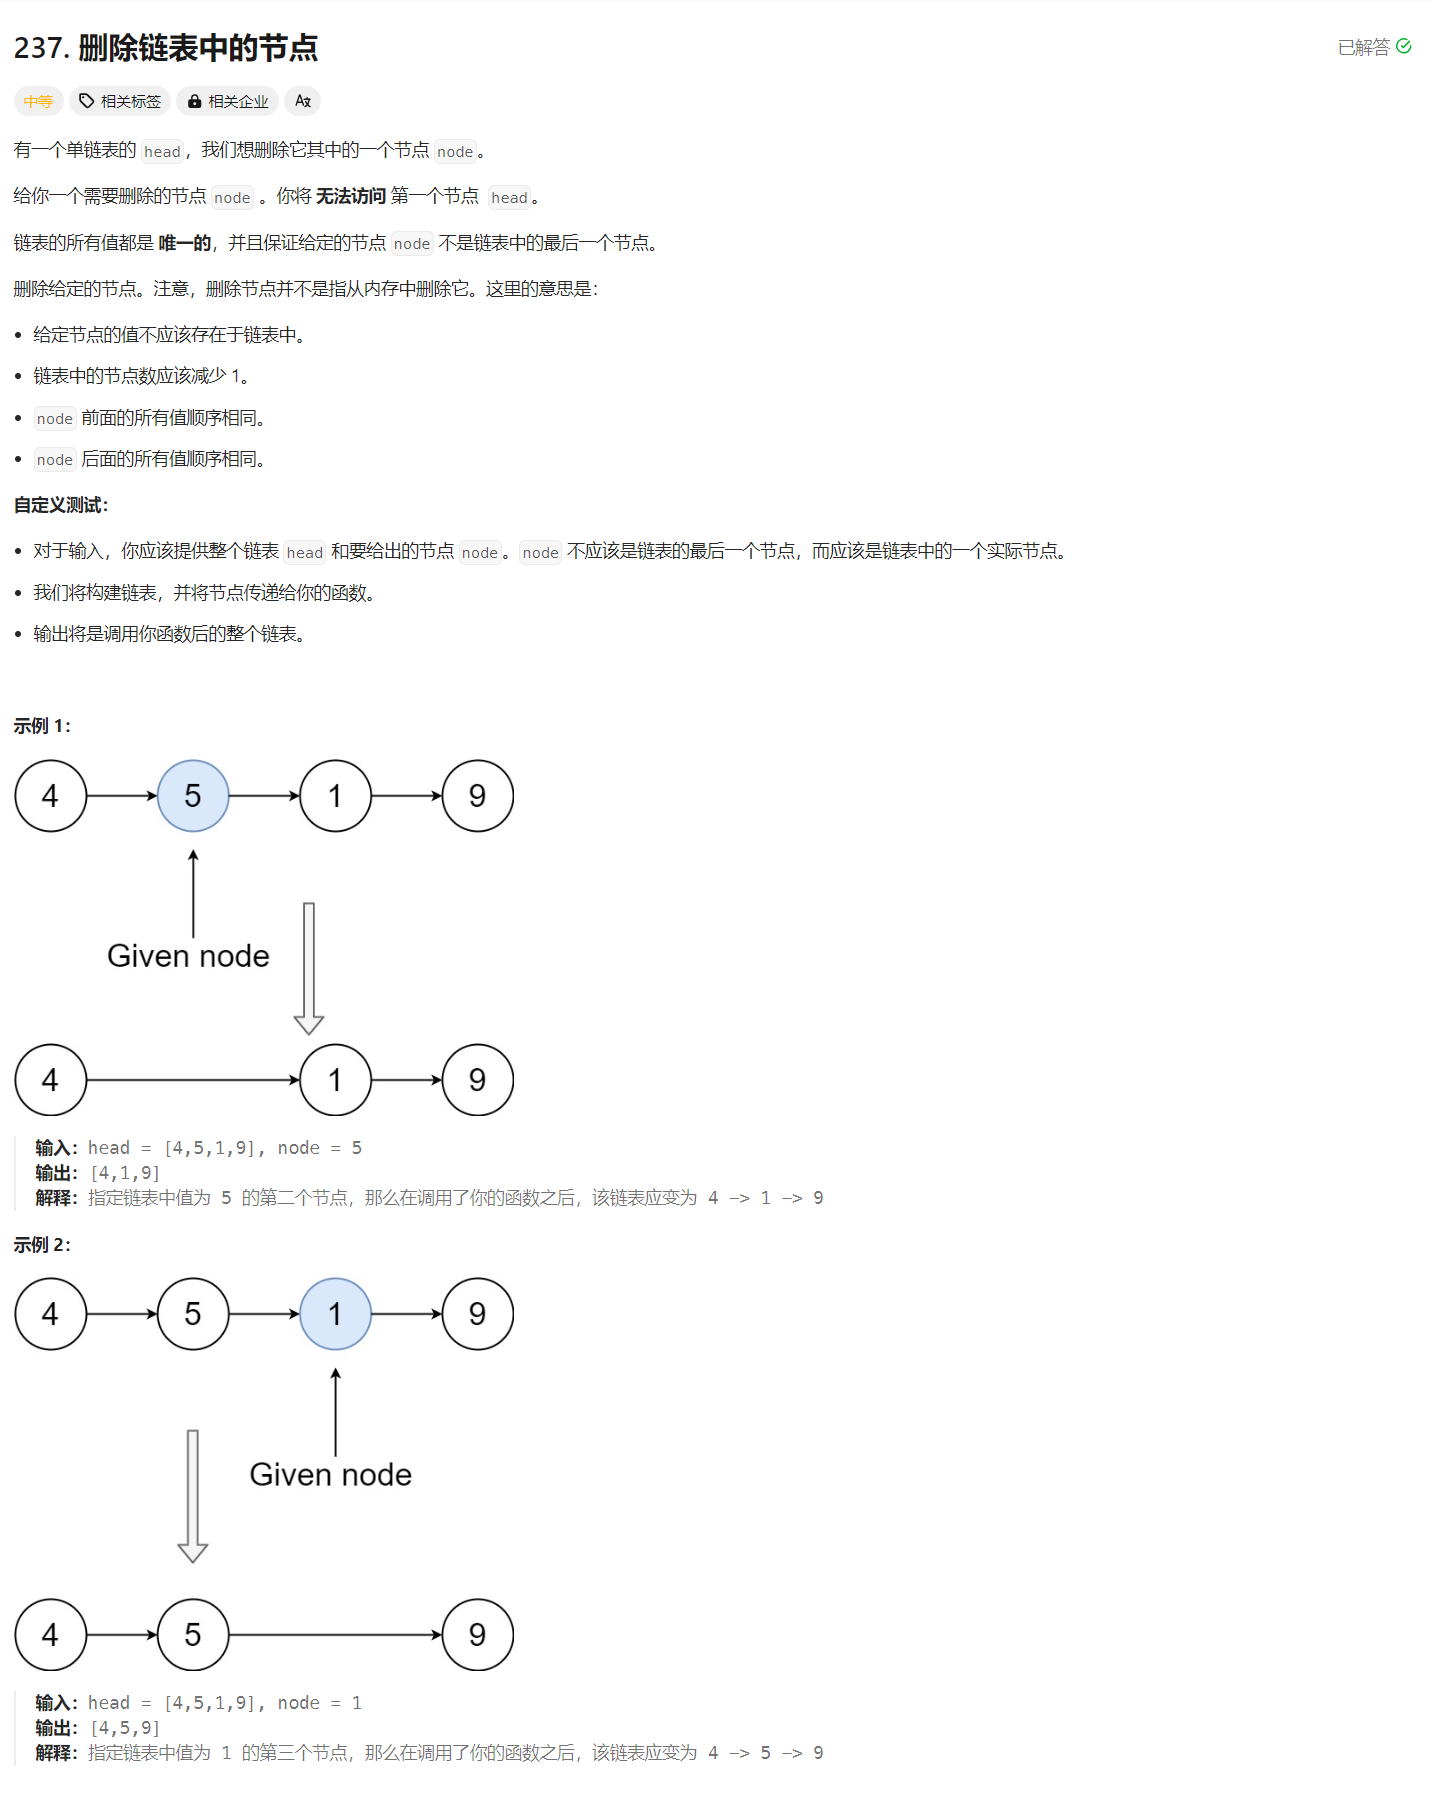 237. 删除链表中的节点
已解答
中等
相关标签
相关企业
有一个单链表的 head，我们想删除它其中的一个节点 node。
给你一个需要删除的节点 node 。你将 无法访问 第一个节点 head。
链表的所有值都是 唯一的，并且保证给定的节点 node 不是链表中的最后一个节点。
删除给定的节点。注意，删除节点并不是指从内存中删除它。这里的意思是：
• 给定节点的值不应该存在于链表中。
• 链表中的节点数应该减少 1。
• node 前面的所有值顺序相同。
• node 后面的所有值顺序相同。
自定义测试：
• 对于输入，你应该提供整个链表 head 和要给出的节点 node。node 不应该是链表的最后一个节点，而应该是链表中的一个实际节点。
• 我们将构建链表，并将节点传递给你的函数。
• 输出将是调用你函数后的整个链表。
示例 1：
4 5 1 9
Given node
4 1 9
输入：head = [4,5,1,9], node = 5
输出：[4,1,9]
解释：指定链表中值为 5 的第二个节点，那么在调用了你的函数之后，该链表应变为 4 -> 1 -> 9
示例 2：
4 5 1 9
Given node
4 5 9
输入：head = [4,5,1,9], node = 1
输出：[4,5,9]
解释：指定链表中值为 1 的第三个节点，那么在调用了你的函数之后，该链表应变为 4 -> 5 -> 9